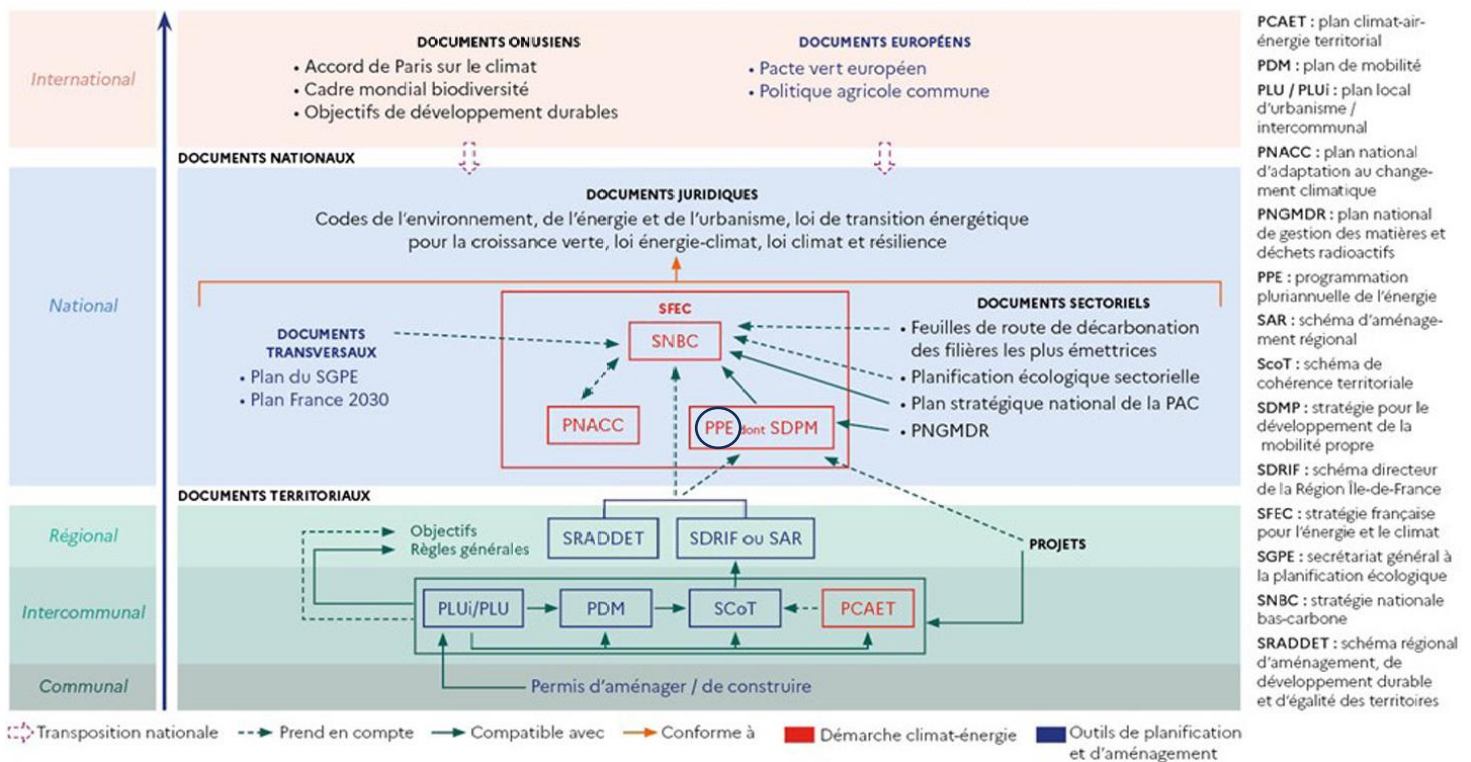 International
DOCUMENTS ONUSIENS
• Accord de Paris sur le climat
• Cadre mondial biodiversité
• Objectifs de développement durables
DOCUMENTS EUROPÉENS
• Pacte vert européen
• Politique agricole commune
DOCUMENTS NATIONAUX
National
DOCUMENTS JURIDIQUES
Codes de l'environnement, de l'énergie et de l'urbanisme, loi de transition énergétique
pour la croissance verte, loi énergie-climat, loi climat et résilience
DOCUMENTS
TRANSVERSAUX
• Plan du SGPE
• Plan France 2030
SFEC
SNBC
PNACC
PPE dont SDPM
DOCUMENTS SECTORIELS
• Feuilles de route de décarbonation
des filières les plus émettrices
• Planification écologique sectorielle
• Plan stratégique national de la PAC
• PNGMDR
DOCUMENTS TERRITORIAUX
Régional
Objectifs
Règles générales
SRADDET
SDRIF ou SAR
PROJETS
Intercommunal
PLUi/PLU
PDM
SCoT
PCAET
Communal
Permis d'aménager / de construire
Transposition nationale
Prend en compte
Compatible avec
Conforme à
Démarche climat-énergie
Outils de planification
et d'aménagement
PCAET : plan climat-air-
énergie territorial
PDM : plan de mobilité
PLU / PLUi : plan local
d'urbanisme /
intercommunal
PNACC : plan national
d'adaptation au change-
ment climatique
PNGMDR : plan national
de gestion des matières et
déchets radioactifs
PPE : programmation
pluriannuelle de l'énergie
SAR : schéma d'aménage-
ment régional
ScoT : schéma de
cohérence territoriale
SDMP : stratégie pour le
développement de la
mobilité propre
SDRIF : schéma directeur
de la Région Île-de-France
SFEC : stratégie française
pour l'énergie et le climat
SGPE : secrétariat général à
la planification écologique
SNBC : stratégie nationale
bas-carbone
SRADDET : schéma régional
d'aménagement, de
développement durable
et d'égalité des territoires